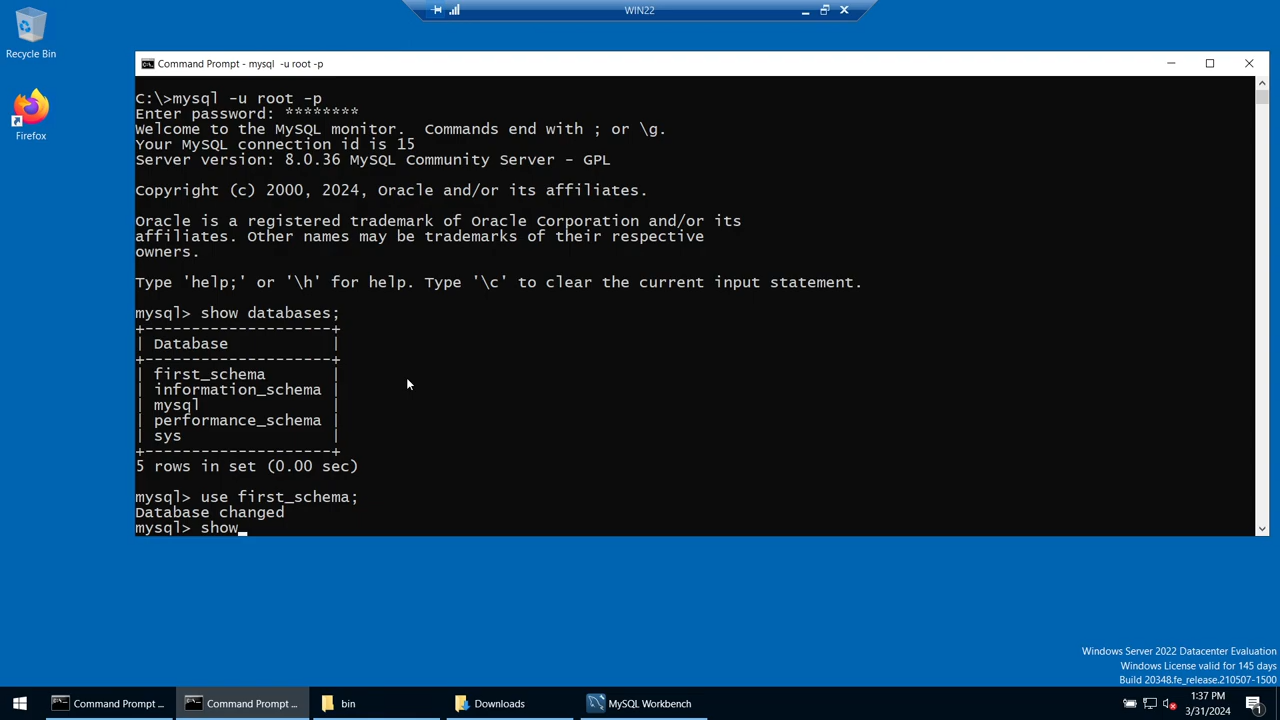 WIN22
Recycle Bin
Firefox
Command Prompt - mysql  -u root -p
C:\>mysql -u root -p
Enter password: ********
Welcome to the MySQL monitor.  Commands end with ; or \g.
Your MySQL connection id is 15
Server version: 8.0.36 MySQL Community Server - GPL
Copyright (c) 2000, 2024, Oracle and/or its affiliates.
Oracle is a registered trademark of Oracle Corporation and/or its
affiliates. Other names may be trademarks of their respective
owners.
Type 'help;' or '\h' for help. Type '\c' to clear the current input statement.
mysql> show databases;
+--------------------+
| Database           |
+--------------------+
| first_schema       |
| information_schema |
| mysql              |
| performance_schema |
| sys                |
+--------------------+
5 rows in set (0.00 sec)
mysql> use first_schema;
Database changed
mysql> show
Windows Server 2022 Datacenter Evaluation
Windows License valid for 145 days
Build 20348.fe_release.210507-1500
Command Prompt ...
Command Prompt ...
bin
Downloads
MySQL Workbench
1:37 PM
3/31/2024
1